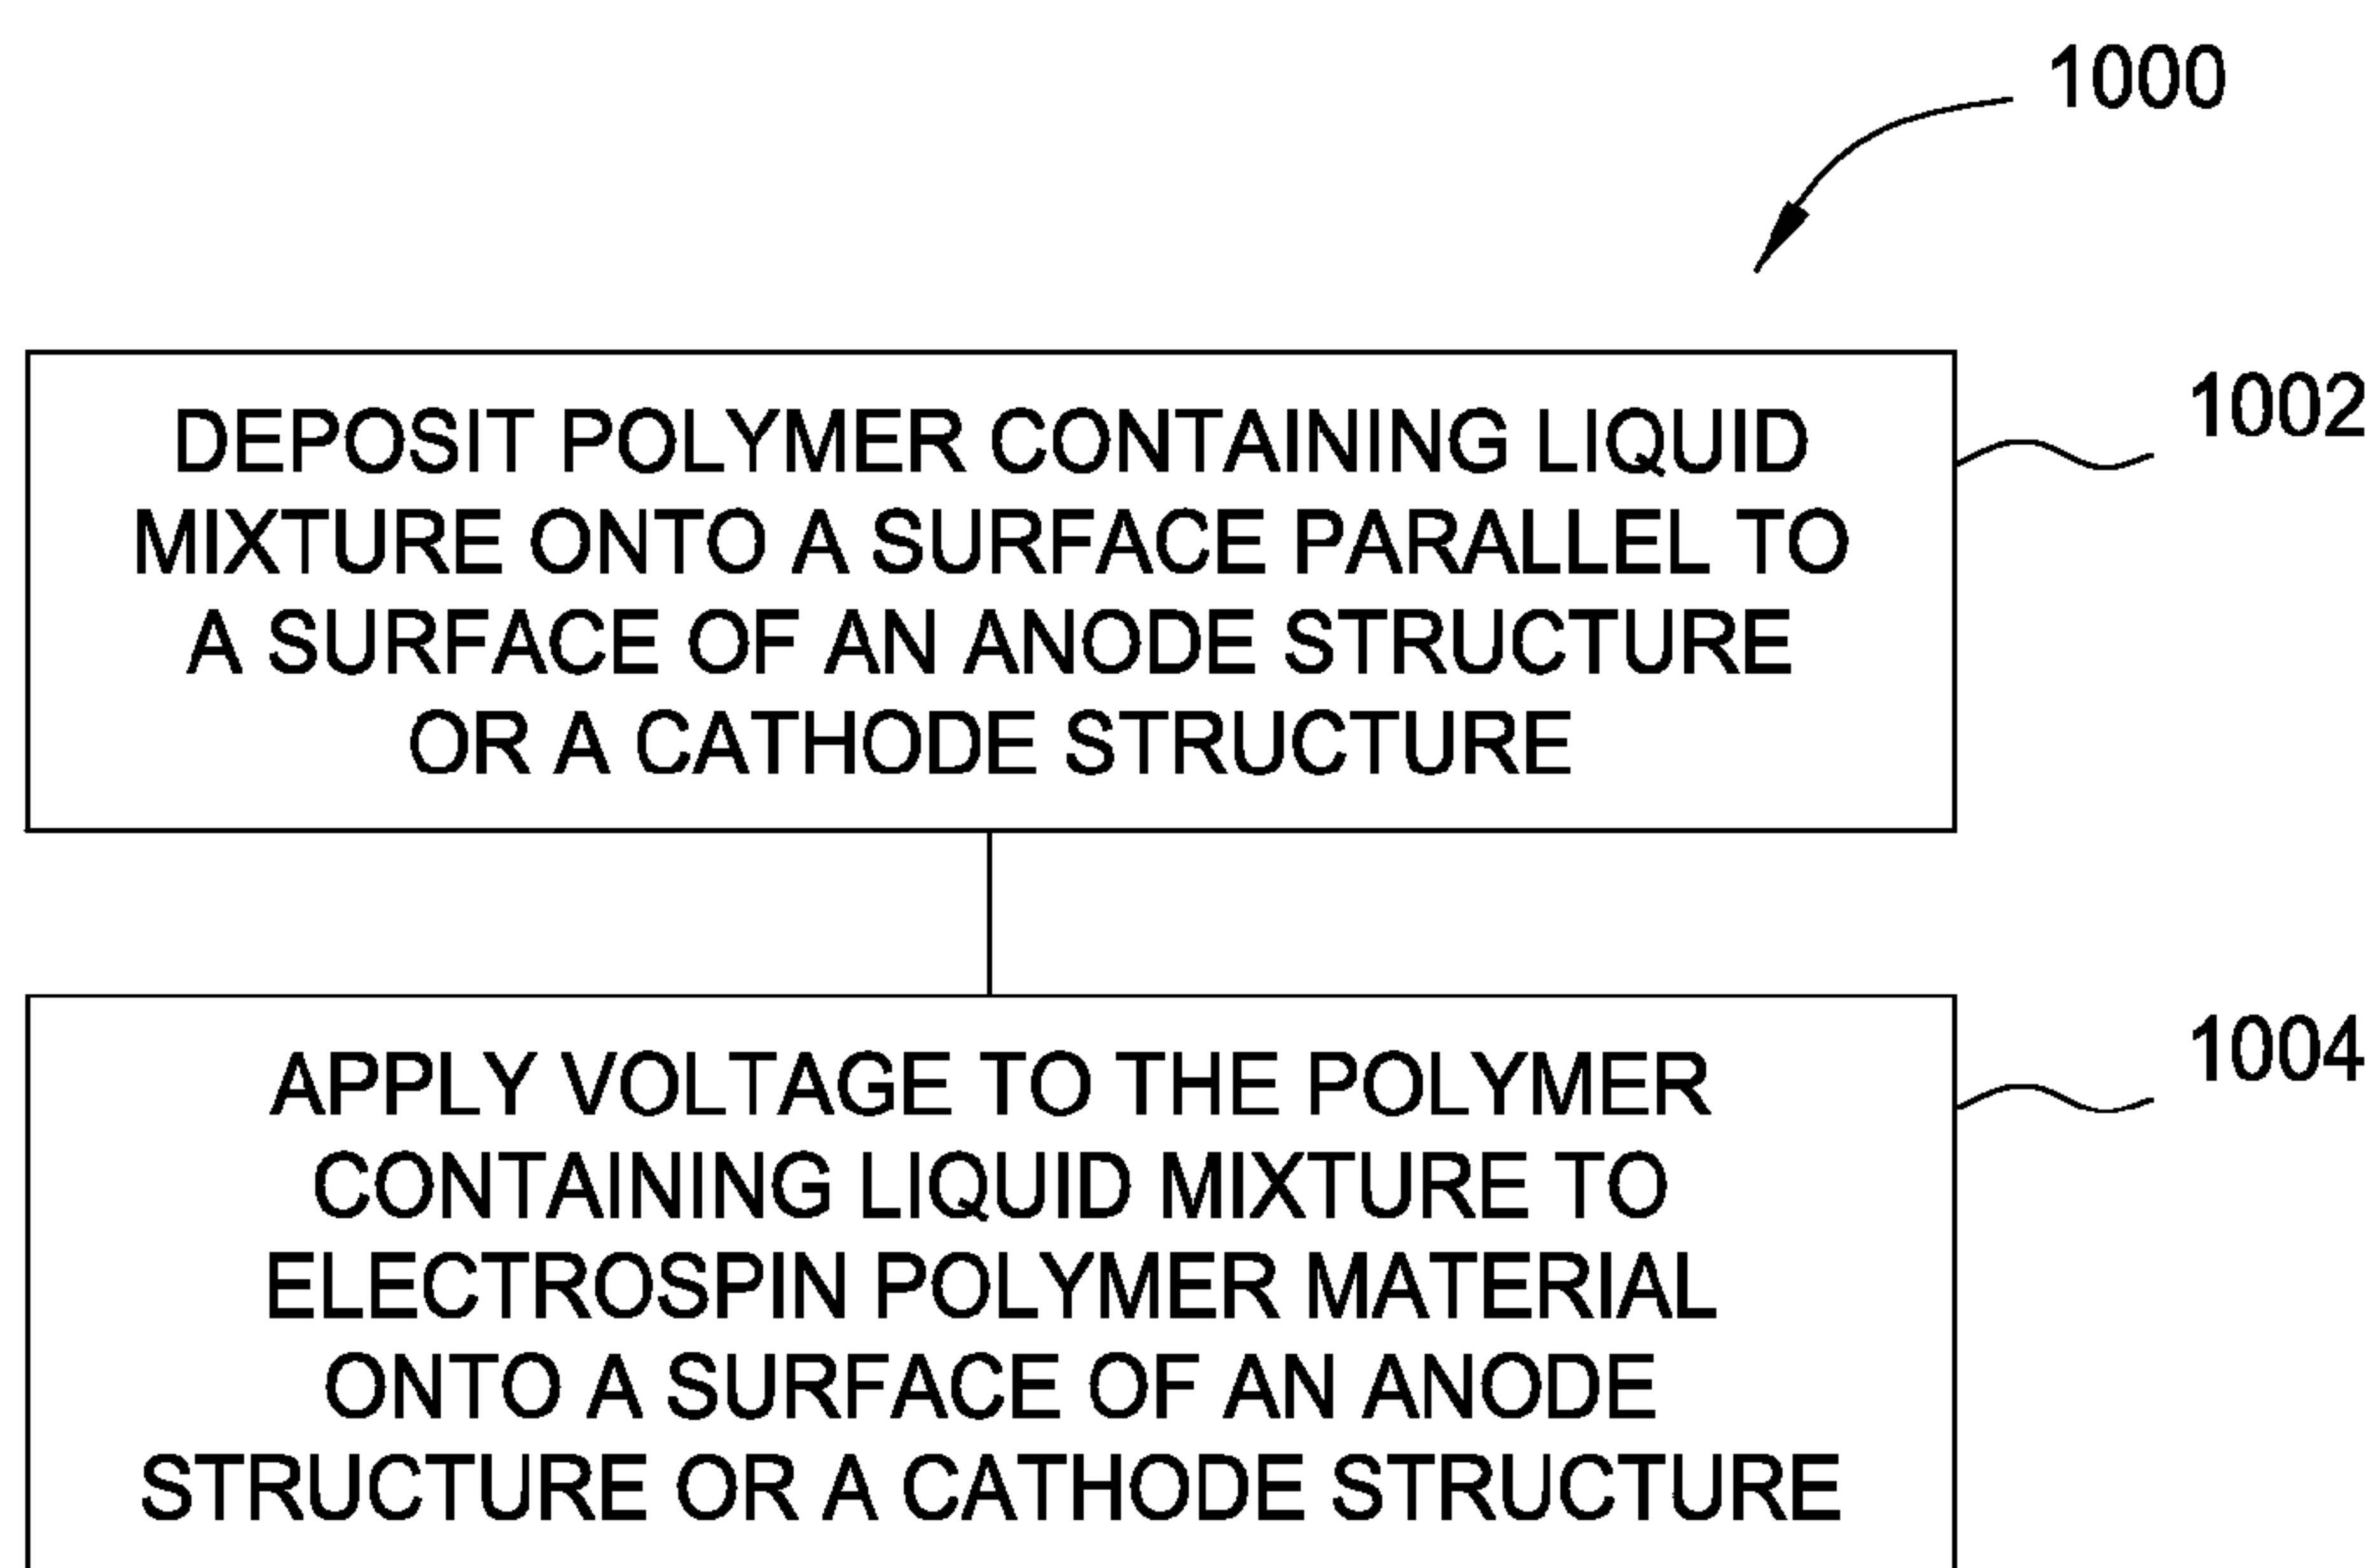 1000
DEPOSIT POLYMER CONTAINING LIQUID
MIXTURE ONTO A SURFACE PARALLEL TO
A SURFACE OF AN ANODE STRUCTURE
OR A CATHODE STRUCTURE
1002
APPLY VOLTAGE TO THE POLYMER
CONTAINING LIQUID MIXTURE TO
ELECTROSPIN POLYMER MATERIAL
ONTO A SURFACE OF AN ANODE
STRUCTURE OR A CATHODE STRUCTURE
1004